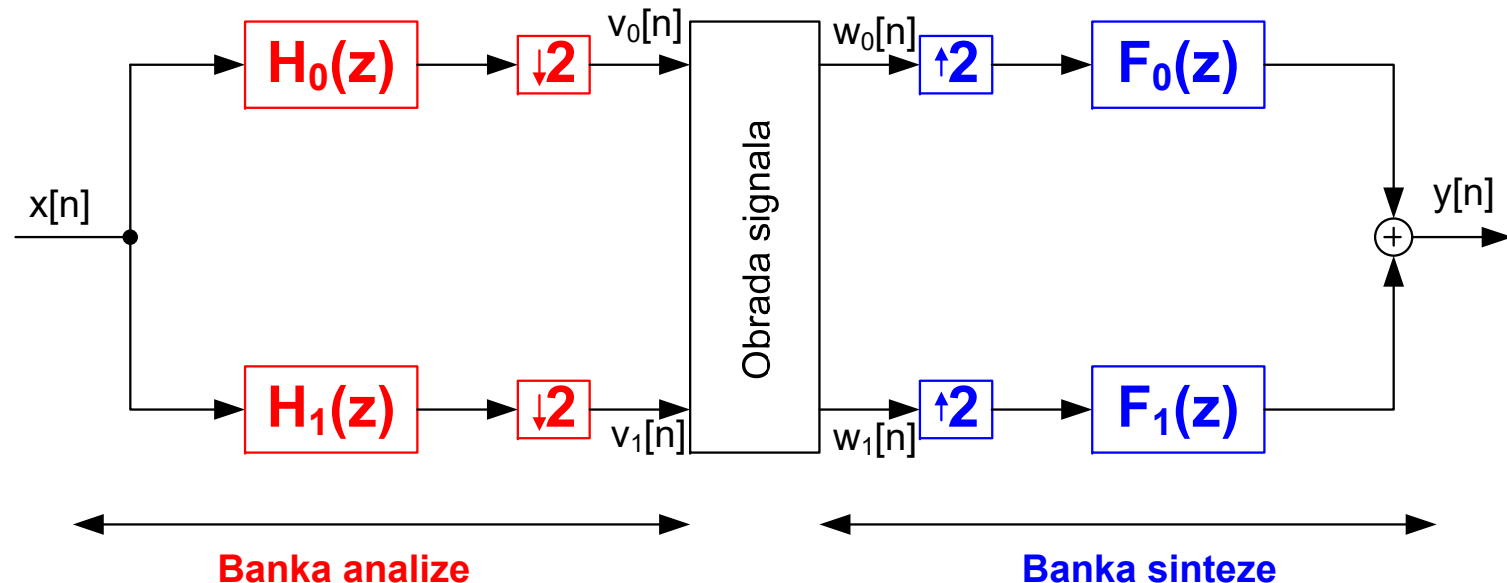 v₀[n] w₀[n]
H₀(z) ↓2 ↑2 F₀(z)
Obrada signala
x[n] + y[n]
H₁(z) ↓2 ↑2 F₁(z)
v₁[n] w₁[n]
Banka analize Banka sinteze